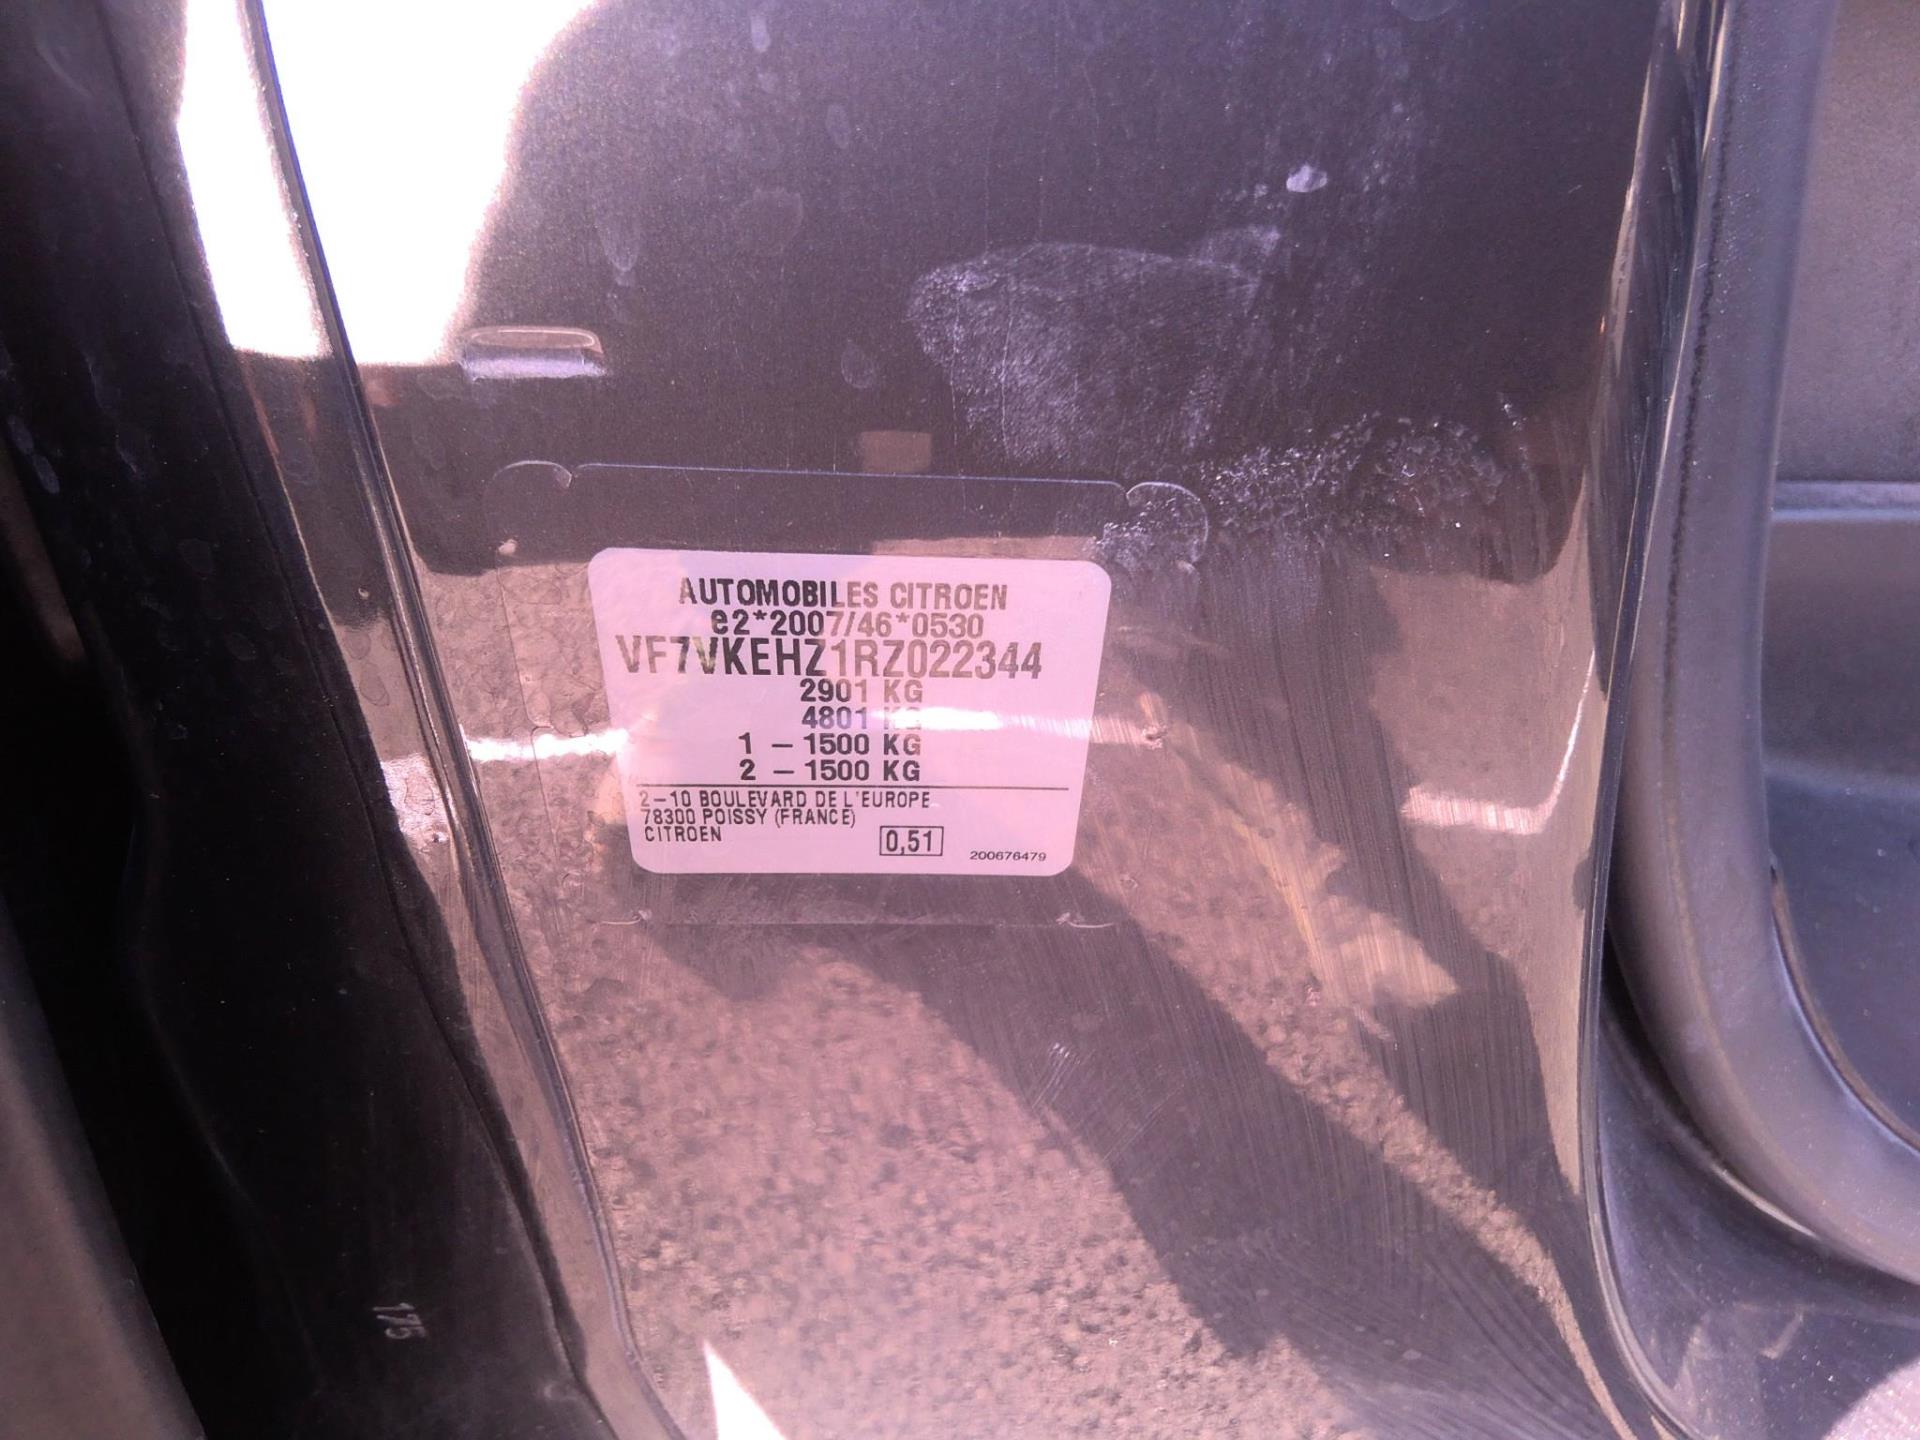 AUTOMOBILES CITROEN
e2*2007/46*0530
VF7VKEHZ1RZ022344
2901 KG
4801 KG
1 - 1500 KG
2 - 1500 KG
2-10 BOULEVARD DE L'EUROPE
78300 POISSY (FRANCE)
CITROEN
0,51
200676479
175